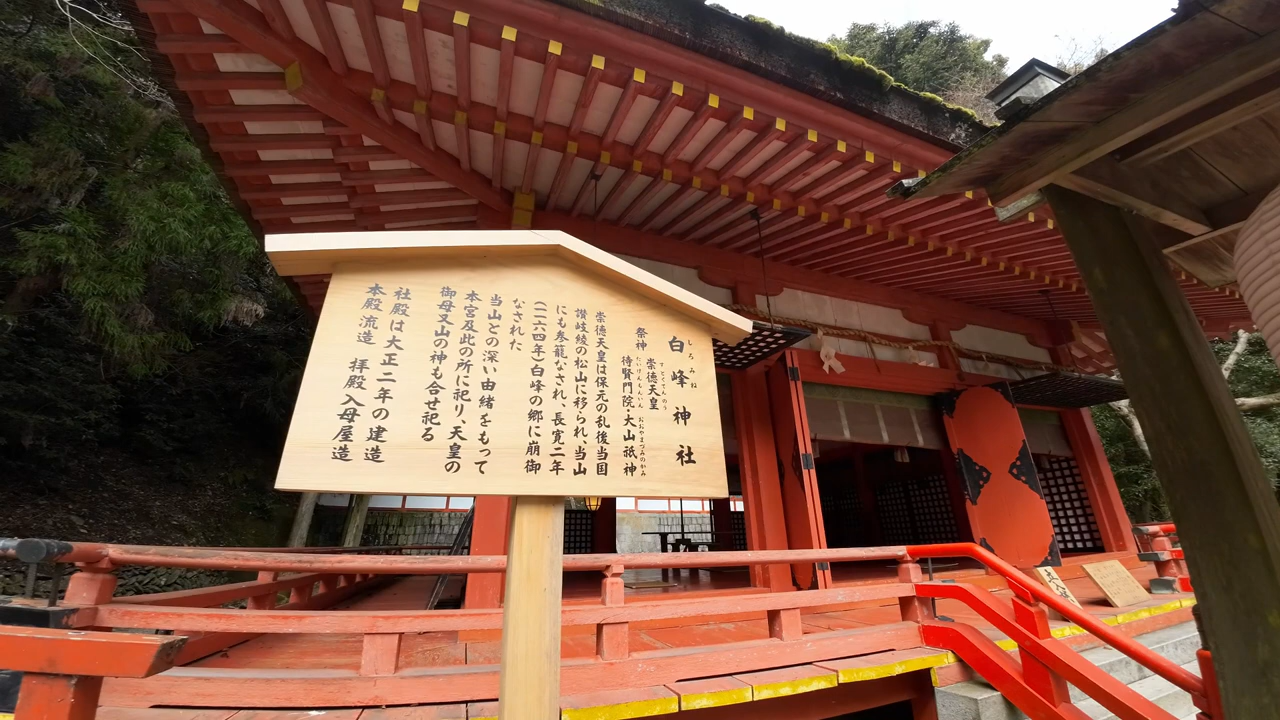 白峰神社
しろみね
祭神 崇徳天皇
すとくてんのう
待賢門院・大山祇神
たいけんもんいん おおやまづみのかみ
崇徳天皇は保元の乱後当国
讃岐綾の松山に移られ、当山
にも参籠なされ、長寛二年
(一一六四年)白峰の郷に崩御
なされた
当山との深い由緒をもって
本宮及此の所に祀り、天皇の
御母又山の神も合せ祀る
社殿は大正二年の建造
本殿流造 拝殿入母屋造